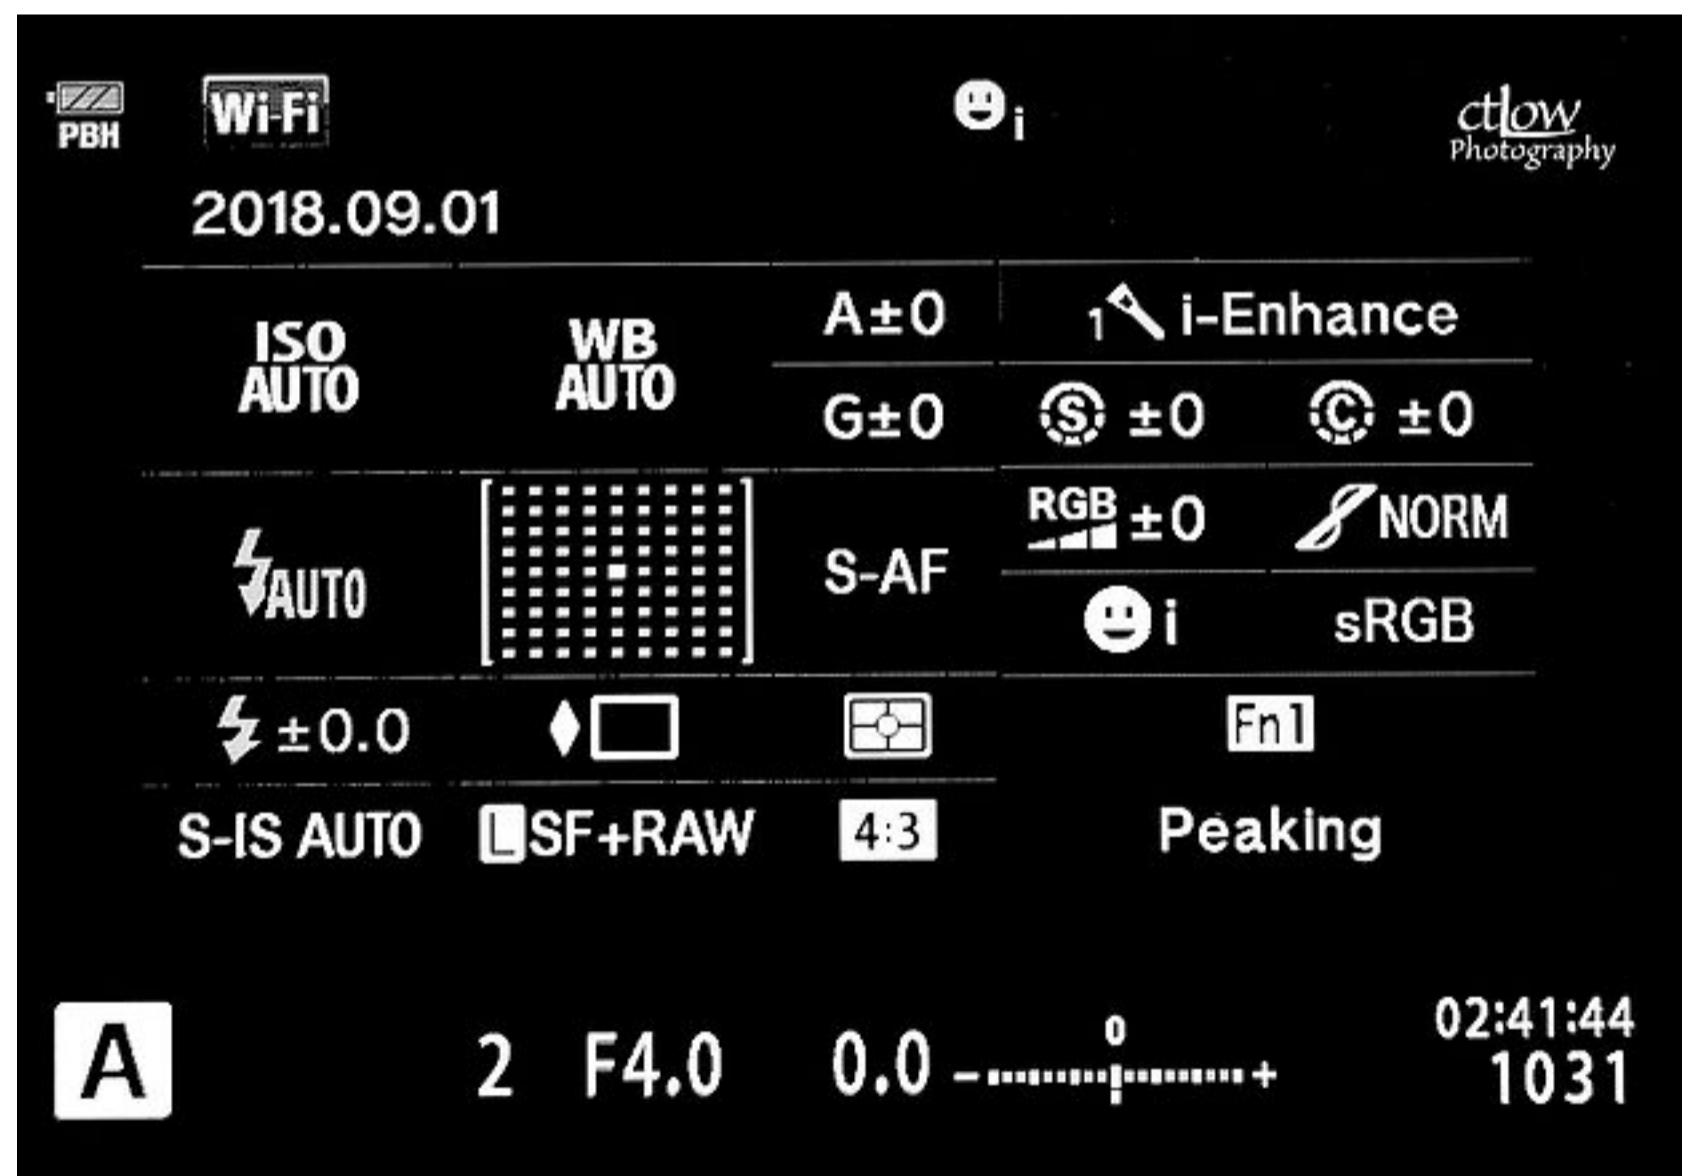 PBH
Wi-Fi
i
ctlow
Photography
2018.09.01
ISO
AUTO
WB
AUTO
A±0
G±0
1 i-Enhance
S ±0
C ±0
RGB ±0
NORM
AUTO
S-AF
i
sRGB
±0.0
Fn1
S-IS AUTO
L SF+RAW
4:3
Peaking
A
2 F4.0
0.0
0
- +
02:41:44
1031